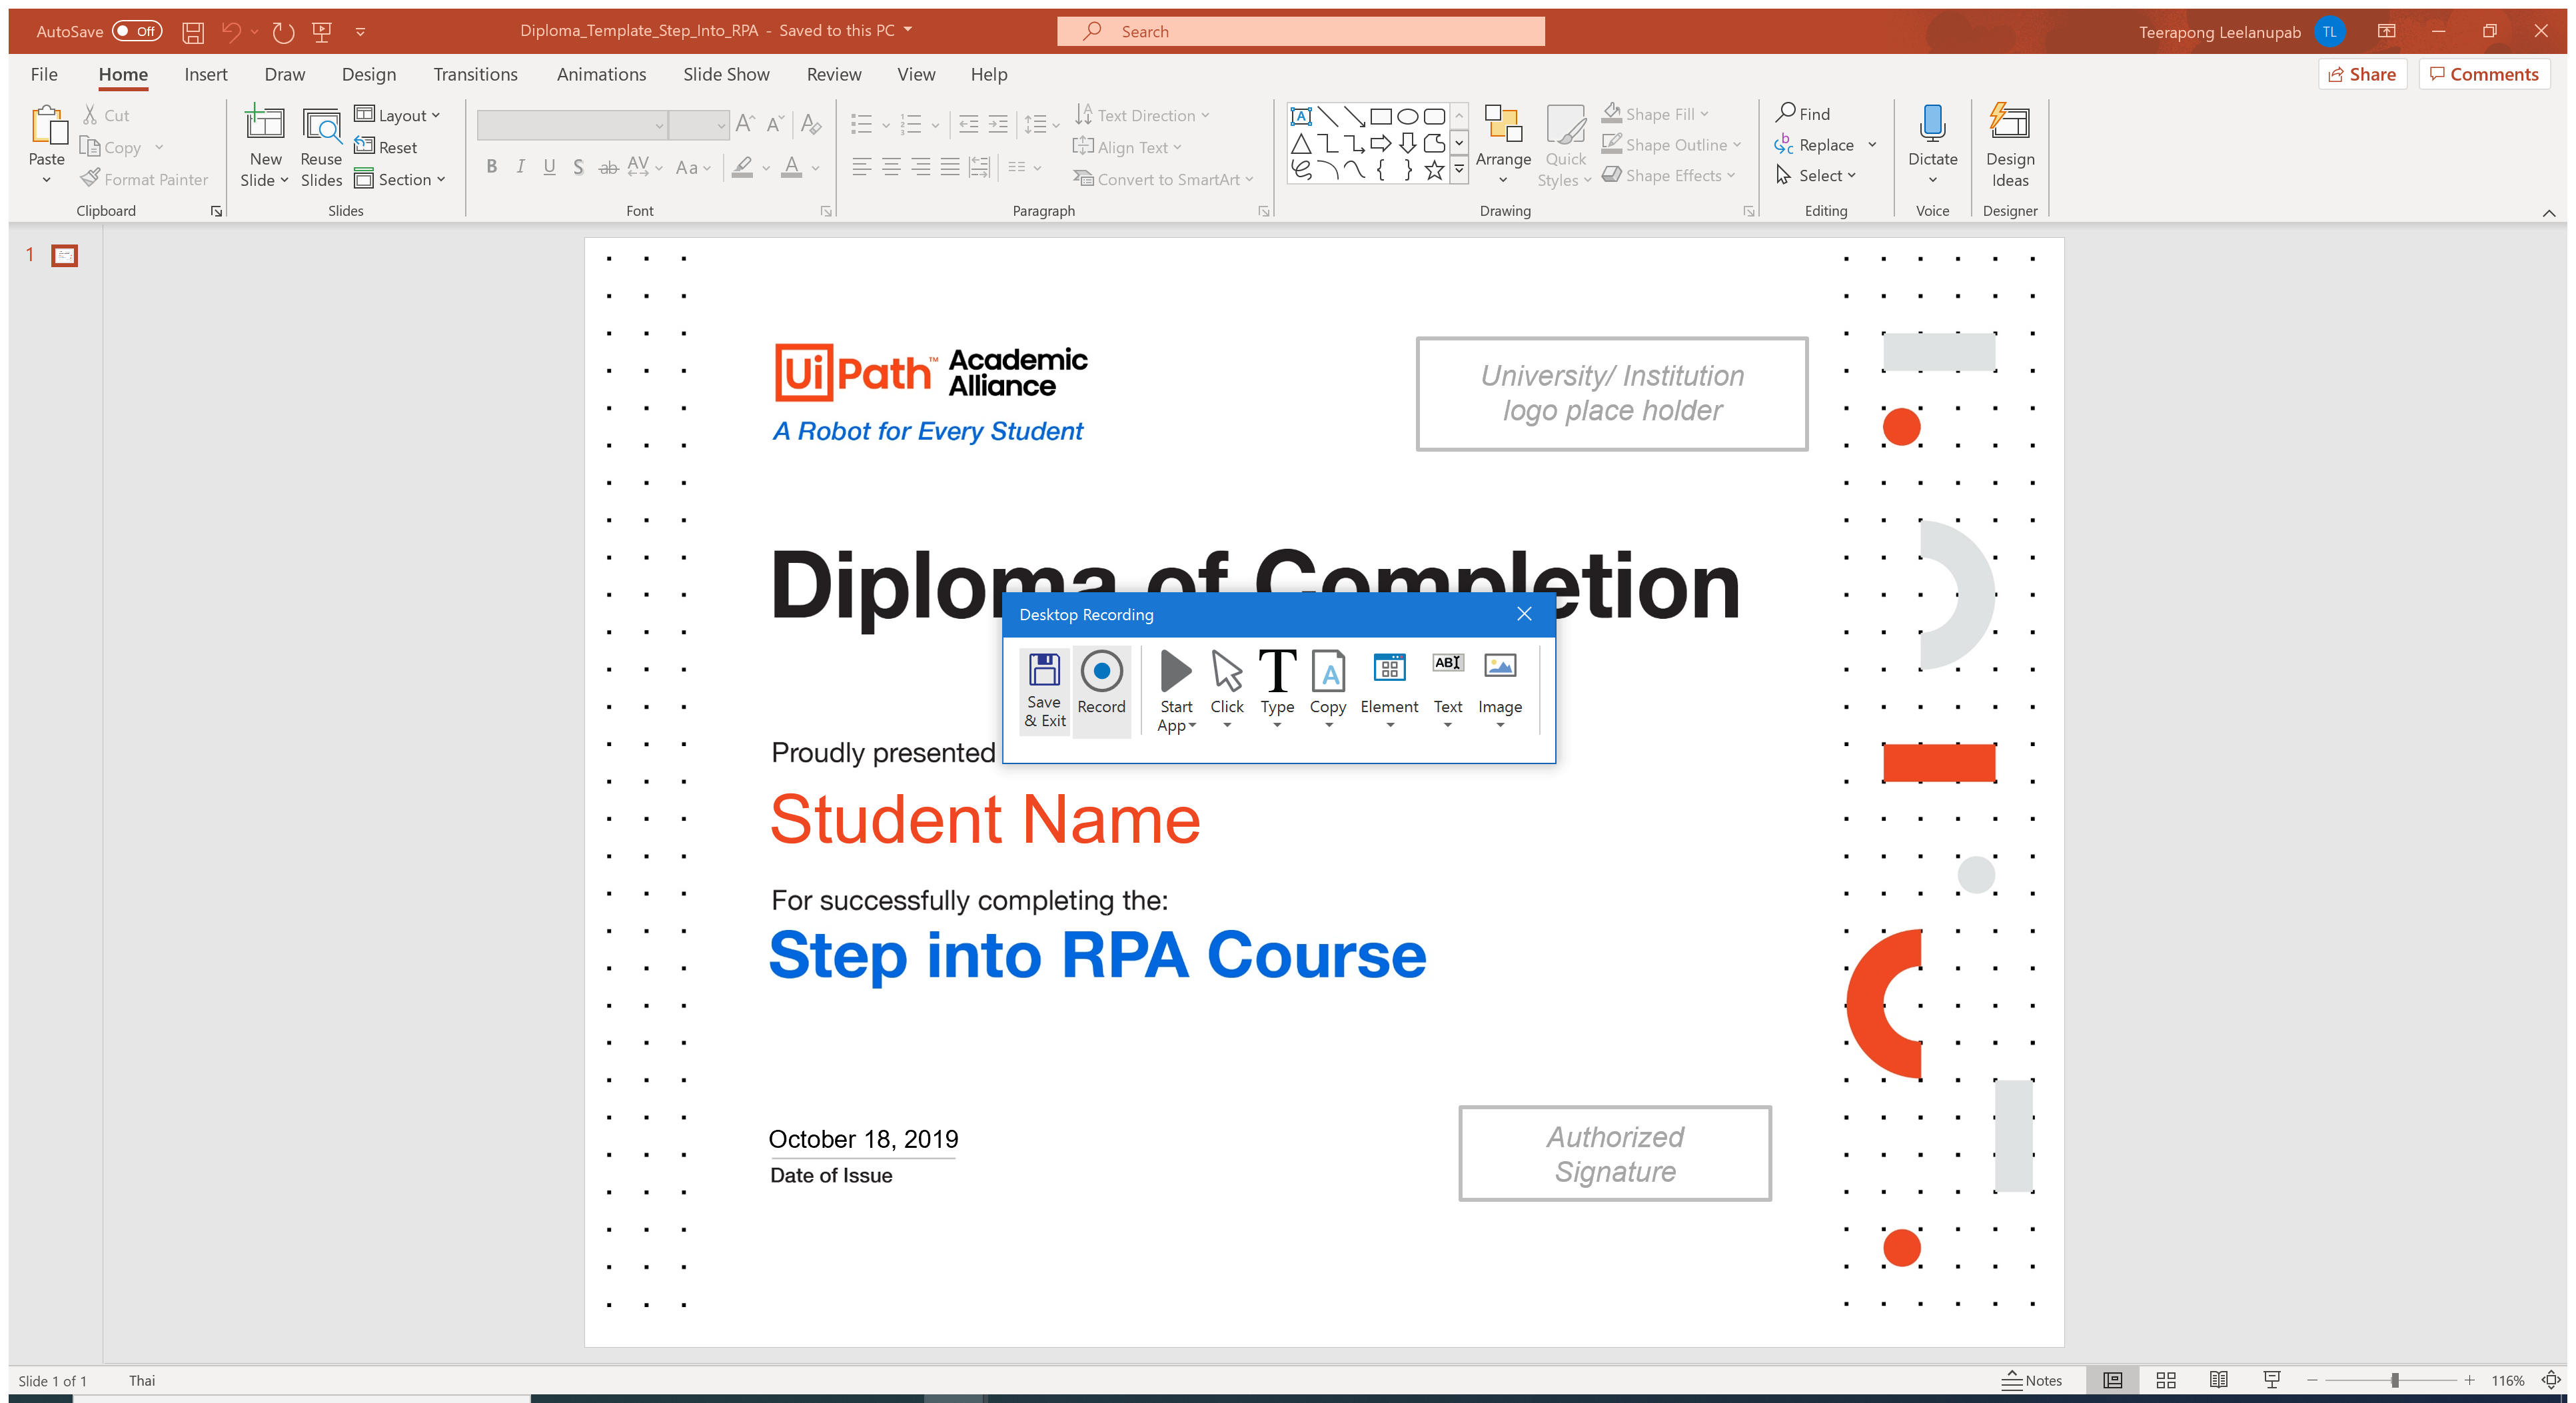 AutoSave Off Diploma_Template_Step_Into_RPA - Saved to this PC Search Teerapong Leelanupab TL
File Home Insert Draw Design Transitions Animations Slide Show Review View Help Share Comments
Paste
Cut
Copy
Format Painter
Clipboard
New Slide
Reuse Slides
Layout
Reset
Section
Slides
Font
Text Direction
Align Text
Convert to SmartArt
Paragraph
Arrange
Quick Styles
Shape Fill
Shape Outline
Shape Effects
Drawing
Find
Replace
Select
Editing
Dictate
Voice
Design Ideas
Designer
1
UiPath™ Academic
Alliance
A Robot for Every Student
University/ Institution
logo place holder
Diploma of Completion
Desktop Recording
Save
& Exit
Record
Start
App
Click
Type
Copy
Element
Text
Image
Proudly presented
Student Name
For successfully completing the:
Step into RPA Course
October 18, 2019
Date of Issue
Authorized
Signature
Slide 1 of 1 Thai Notes 116%